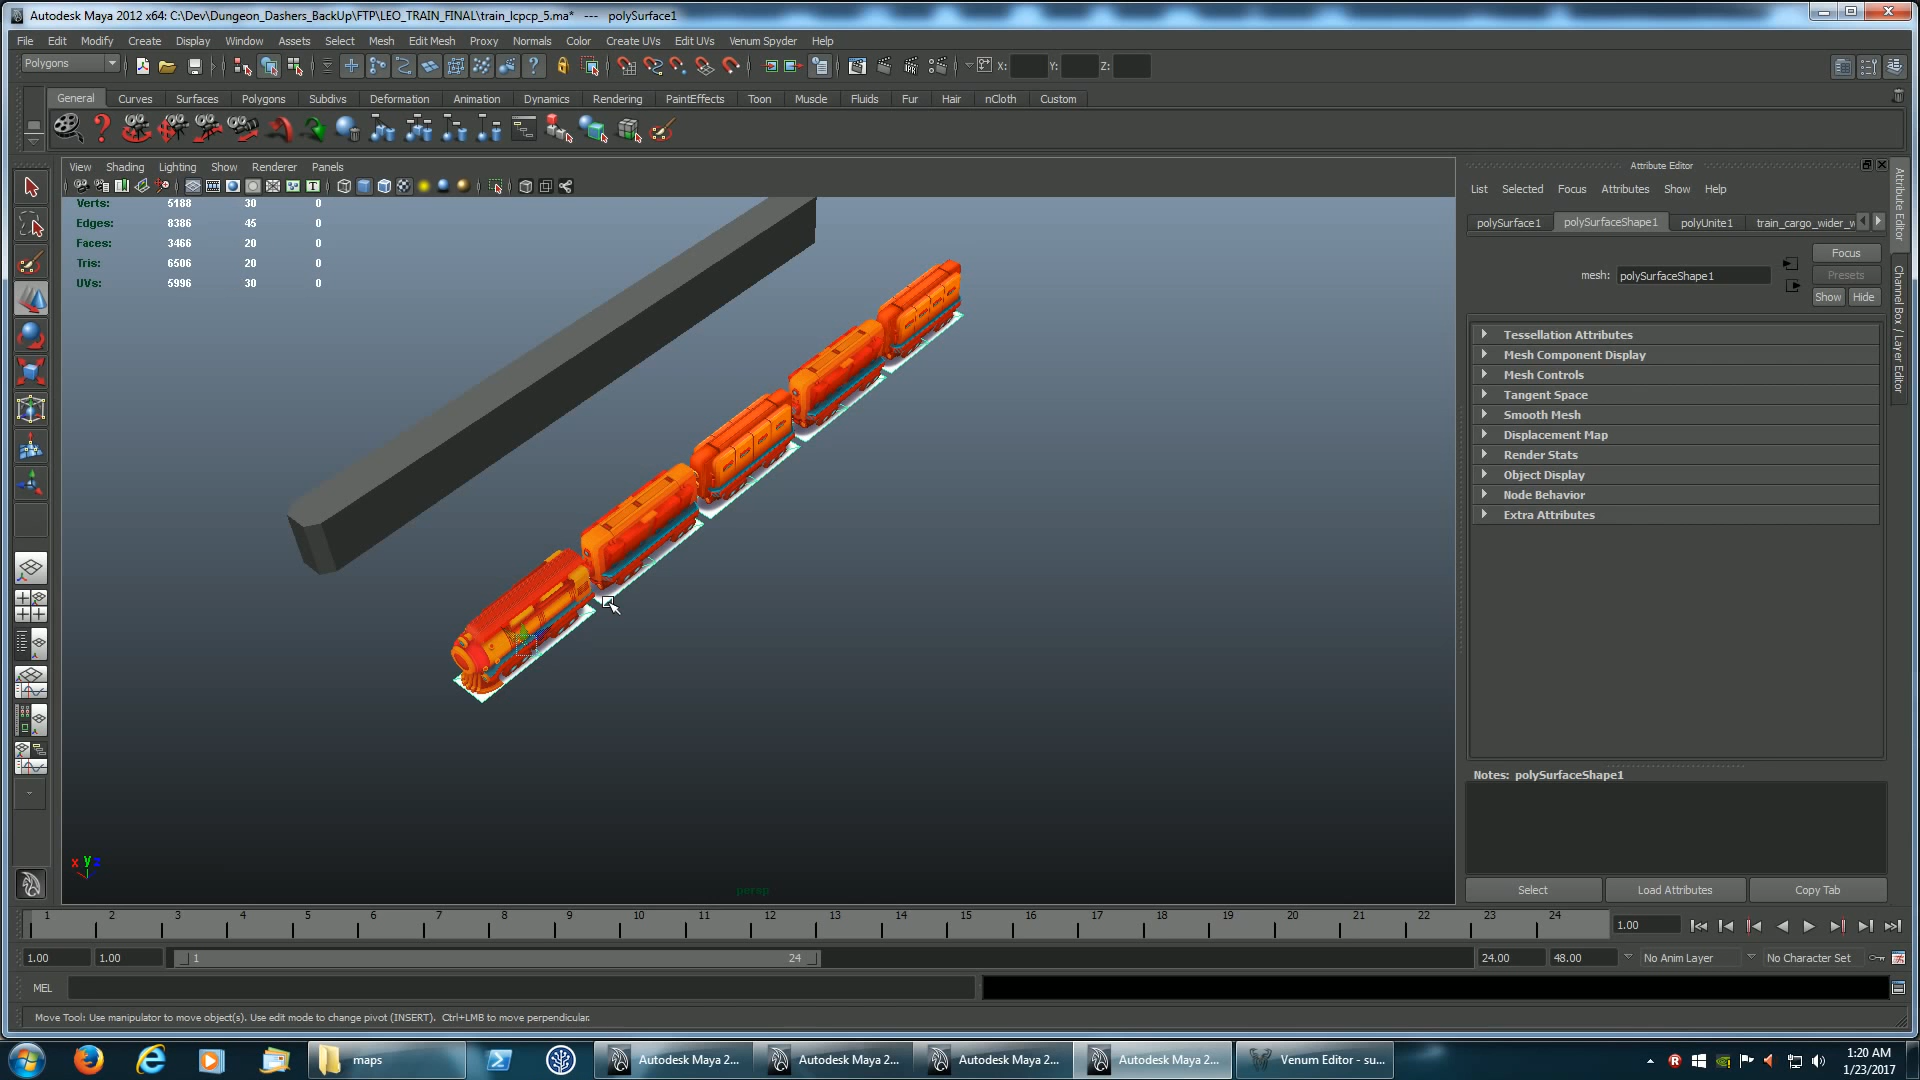 Autodesk Maya 2012 x64: C:\Dev\Dungeon_Dashers_BackUp\FTP\LEO_TRAIN_FINAL\train_lcpcp_5.ma* --- polySurface1
File Edit Modify Create Display Window Assets Select Mesh Edit Mesh Proxy Normals Color Create UVs Edit UVs Venum Spyder Help
Polygons X: Y: Z:
General Curves Surfaces Polygons Subdivs Deformation Animation Dynamics Rendering PaintEffects Toon Muscle Fluids Fur Hair nCloth Custom
View Shading Lighting Show Renderer Panels
Verts: 5188 30 0
Edges: 8386 45 0
Faces: 3466 20 0
Tris: 6506 20 0
UVs: 5996 30 0
x y z
persp
Attribute Editor
List Selected Focus Attributes Show Help
polySurface1 polySurfaceShape1 polyUnite1 train_cargo_wider_w
Focus
mesh: polySurfaceShape1
Presets
Show Hide
Tessellation Attributes
Mesh Component Display
Mesh Controls
Tangent Space
Smooth Mesh
Displacement Map
Render Stats
Object Display
Node Behavior
Extra Attributes
Notes: polySurfaceShape1
Select Load Attributes Copy Tab
Attribute Editor
Channel Box / Layer Editor
1 2 3 4 5 6 7 8 9 10 11 12 13 14 15 16 17 18 19 20 21 22 23 24 1.00
1.00 1.00 1 24 24.00 48.00 No Anim Layer No Character Set
MEL
Move Tool: Use manipulator to move object(s). Use edit mode to change pivot (INSERT). Ctrl+LMB to move perpendicular.
maps Autodesk Maya 2... Autodesk Maya 2... Autodesk Maya 2... Autodesk Maya 2... Venum Editor - su...
1:20 AM
1/23/2017